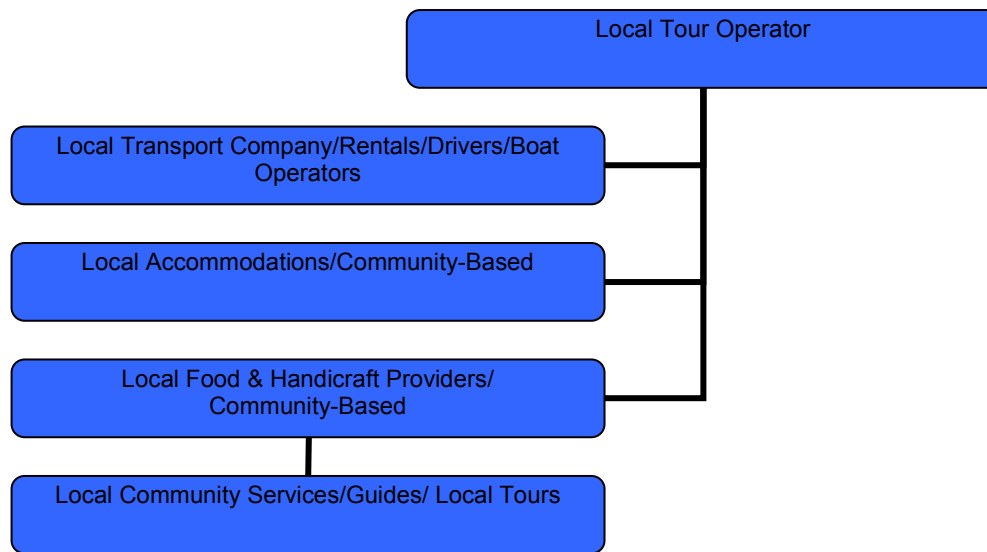 Local Tour Operator
Local Transport Company/Rentals/Drivers/Boat
Operators
Local Accommodations/Community-Based
Local Food & Handicraft Providers/
Community-Based
Local Community Services/Guides/ Local Tours